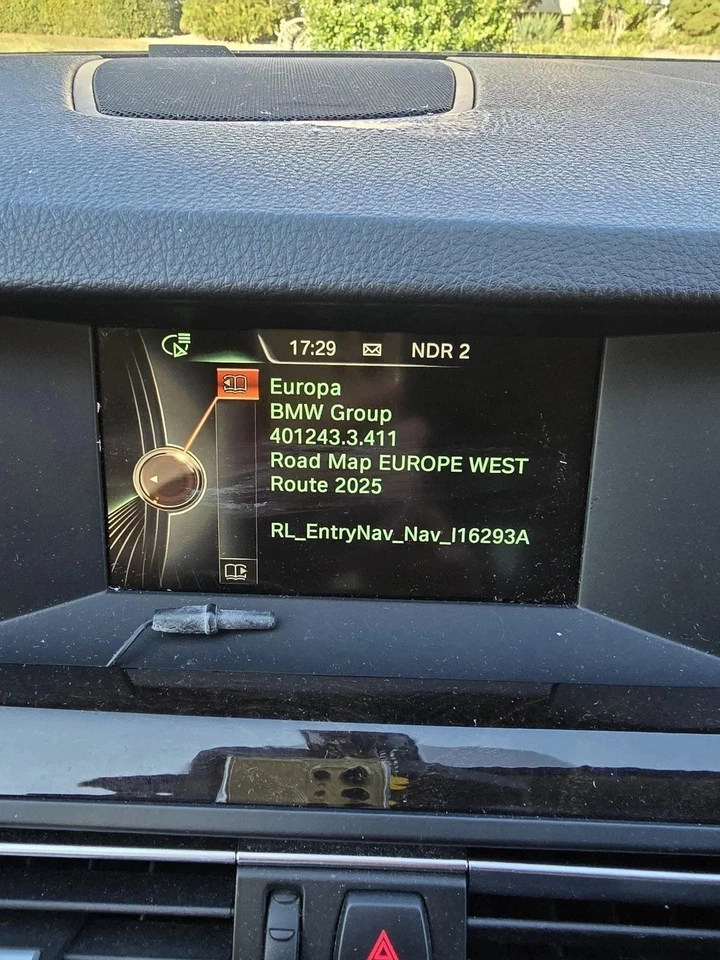 17:29 NDR 2
Europa
BMW Group
401243.3.411
Road Map EUROPE WEST
Route 2025
RL_EntryNav_Nav_I16293A